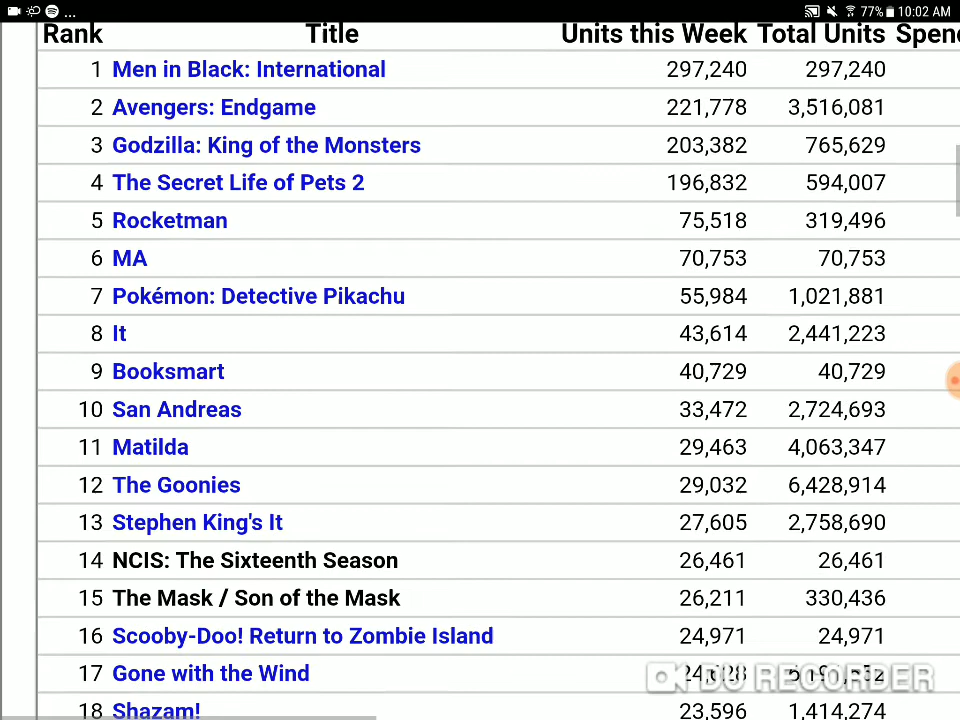 ... 77% 10:02 AM
Rank Title Units this Week Total Units Spen
1 Men in Black: International 297,240 297,240
2 Avengers: Endgame 221,778 3,516,081
3 Godzilla: King of the Monsters 203,382 765,629
4 The Secret Life of Pets 2 196,832 594,007
5 Rocketman 75,518 319,496
6 MA 70,753 70,753
7 Pokémon: Detective Pikachu 55,984 1,021,881
8 It 43,614 2,441,223
9 Booksmart 40,729 40,729
10 San Andreas 33,472 2,724,693
11 Matilda 29,463 4,063,347
12 The Goonies 29,032 6,428,914
13 Stephen King's It 27,605 2,758,690
14 NCIS: The Sixteenth Season 26,461 26,461
15 The Mask / Son of the Mask 26,211 330,436
16 Scooby-Doo! Return to Zombie Island 24,971 24,971
17 Gone with the Wind
DU RECORDER
18 Shazam! 23,596 1,414,274